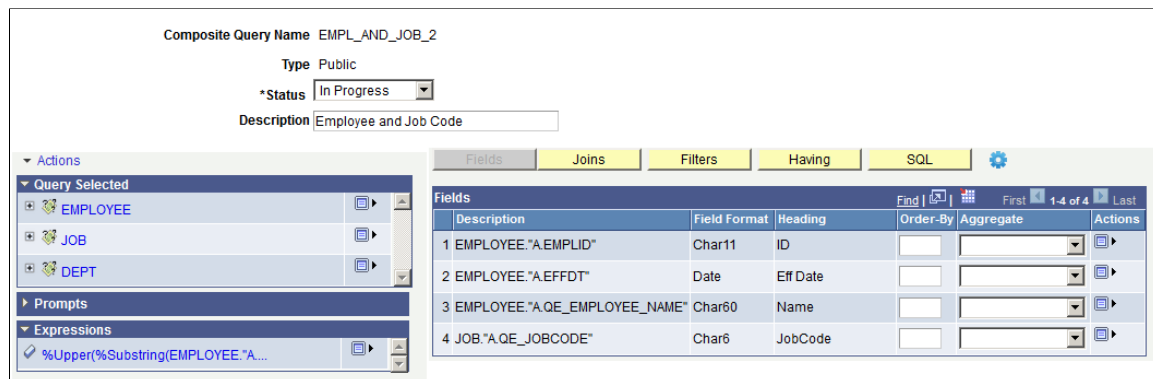 Composite Query Name EMPL_AND_JOB_2
Type Public
*Status In Progress
Description Employee and Job Code
Actions
Query Selected
EMPLOYEE
JOB
DEPT
Prompts
Expressions
%Upper(%Substring(EMPLOYEE."A....
Fields Joins Filters Having SQL
Fields Find | | First 1-4 of 4 Last
Description Field Format Heading Order-By Aggregate Actions
1 EMPLOYEE."A.EMPLID" Char11 ID
2 EMPLOYEE."A.EFFDT" Date Eff Date
3 EMPLOYEE."A.QE_EMPLOYEE_NAME" Char60 Name
4 JOB."A.QE_JOBCODE" Char6 JobCode